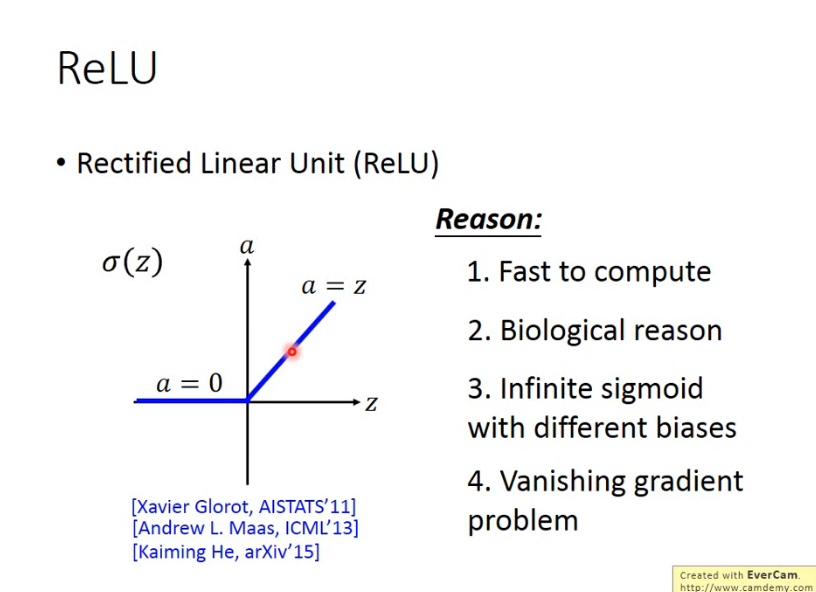 ReLU
• Rectified Linear Unit (ReLU)
σ(z)
a
a = z
a = 0
z
[Xavier Glorot, AISTATS'11]
[Andrew L. Maas, ICML'13]
[Kaiming He, arXiv'15]
Reason:
1. Fast to compute
2. Biological reason
3. Infinite sigmoid
with different biases
4. Vanishing gradient
problem
Created with EverCam.
http://www.camdemy.com